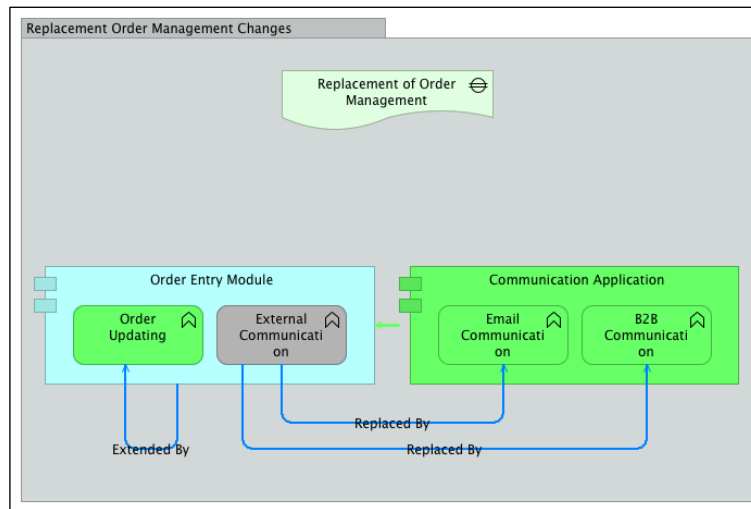 Replacement Order Management Changes
Replacement of Order
Management
Order Entry Module
Communication Application
Order
Updating
External
Communicati
on
Email
Communicati
on
B2B
Communicati
on
Replaced By
Extended By
Replaced By